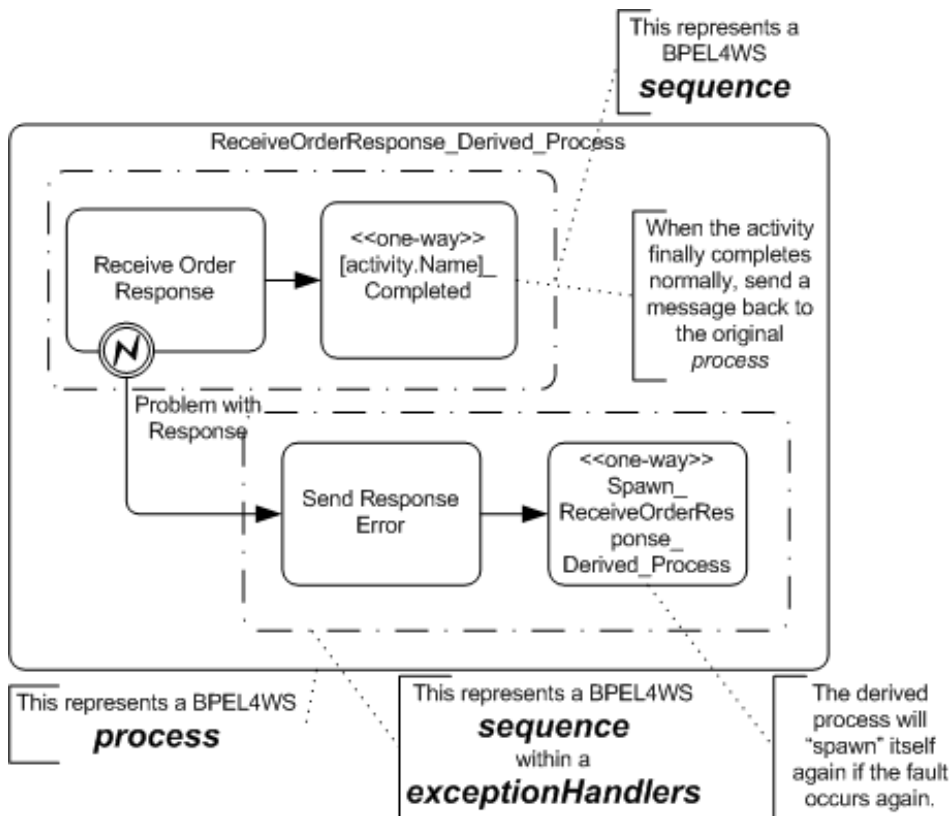 This represents a
BPEL4WS
sequence
ReceiveOrderResponse_Derived_Process
Receive Order
Response
<<one-way>>
[activity.Name]_
Completed
When the activity
finally completes
normally, send a
message back to
the original
process
Problem with
Response
Send Response
Error
<<one-way>>
Spawn_
ReceiveOrderRes
ponse_
Derived_Process
This represents a BPEL4WS
process
This represents a BPEL4WS
sequence
within a
exceptionHandlers
The derived
process will
“spawn” itself
again if the fault
occurs again.